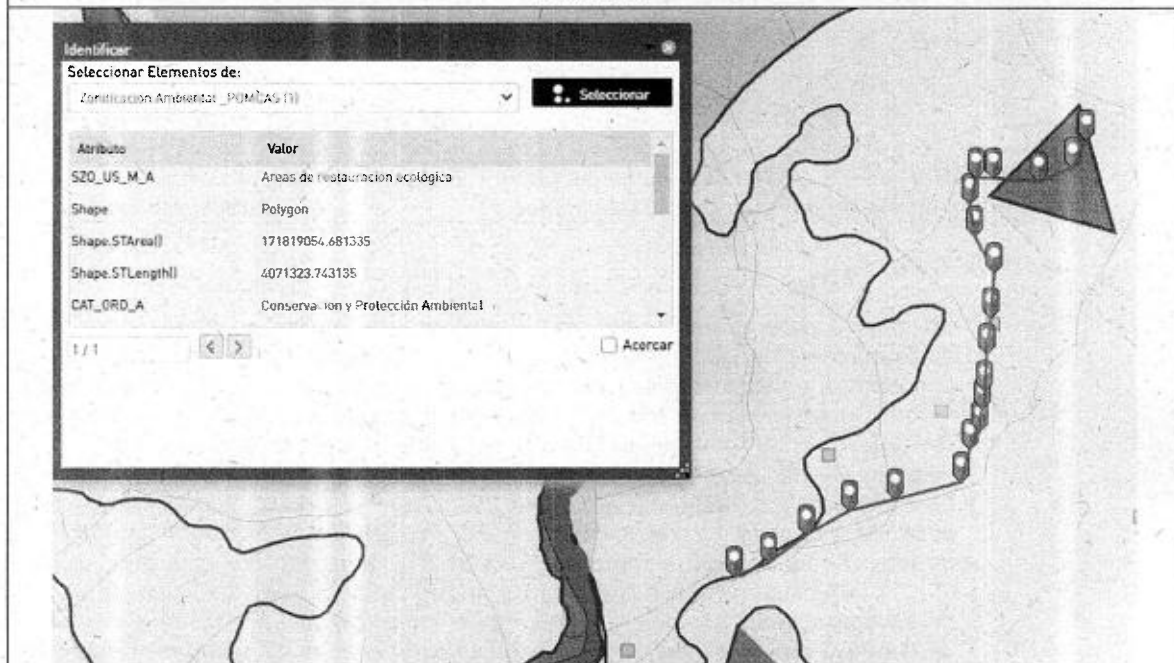 Identificar
Seleccionar Elementos de:
Zonificacion Ambiental _POMCAS (1)
Seleccionar
Atributo Valor
SZO_US_M_A Areas de restauracion ecologica
Shape Polygon
Shape.STArea() 171819054.681335
Shape.STLength() 4071323.743135
CAT_ORD_A Conservacion y Protección Ambiental
1 / 1
Acercar